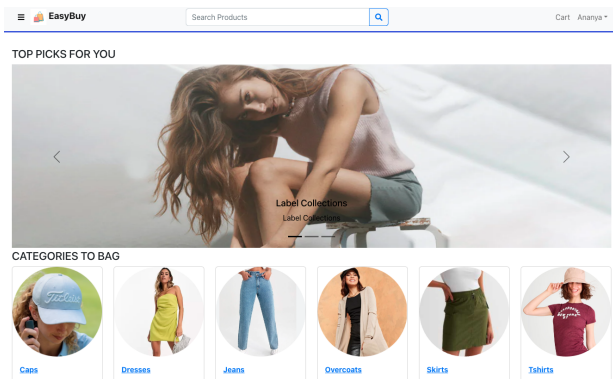 EasyBuy
Search Products
Cart Ananya
TOP PICKS FOR YOU
Label Collections
Label Collections
CATEGORIES TO BAG
Caps
Dresses
Jeans
Overcoats
Skirts
Tshirts